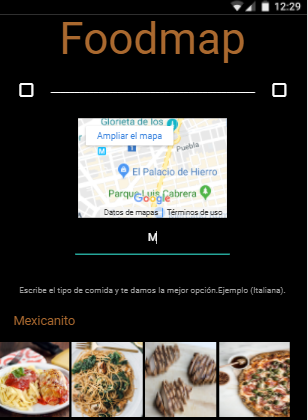 12:29
Foodmap
Glorieta de los
Ampliar el mapa
Puebla
M
El Palacio de Hierro
Parque Luis Cabrera
Google
Datos de mapas Términos de uso
M
Escribe el tipo de comida y te damos la mejor opción.Ejemplo (Italiana).
Mexicanito